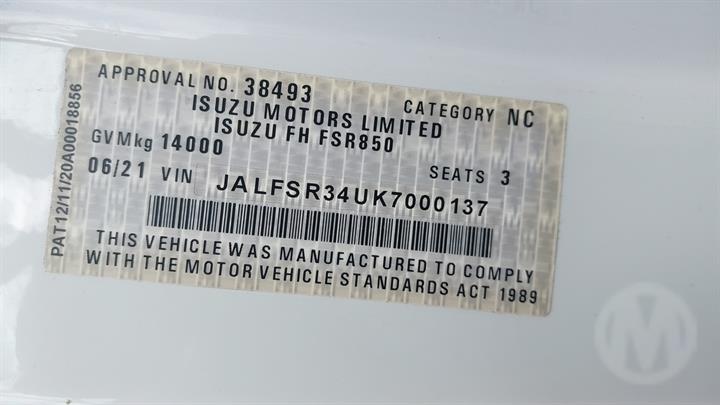 APPROVAL NO. 38493 CATEGORY NC
ISUZU MOTORS LIMITED
ISUZU FH FSR850
GVMkg 14000
06/21 VIN SEATS 3
JALFSR34UK7000137
THIS VEHICLE WAS MANUFACTURED TO COMPLY
WITH THE MOTOR VEHICLE STANDARDS ACT 1989
PAT12/11/20A00018856
M